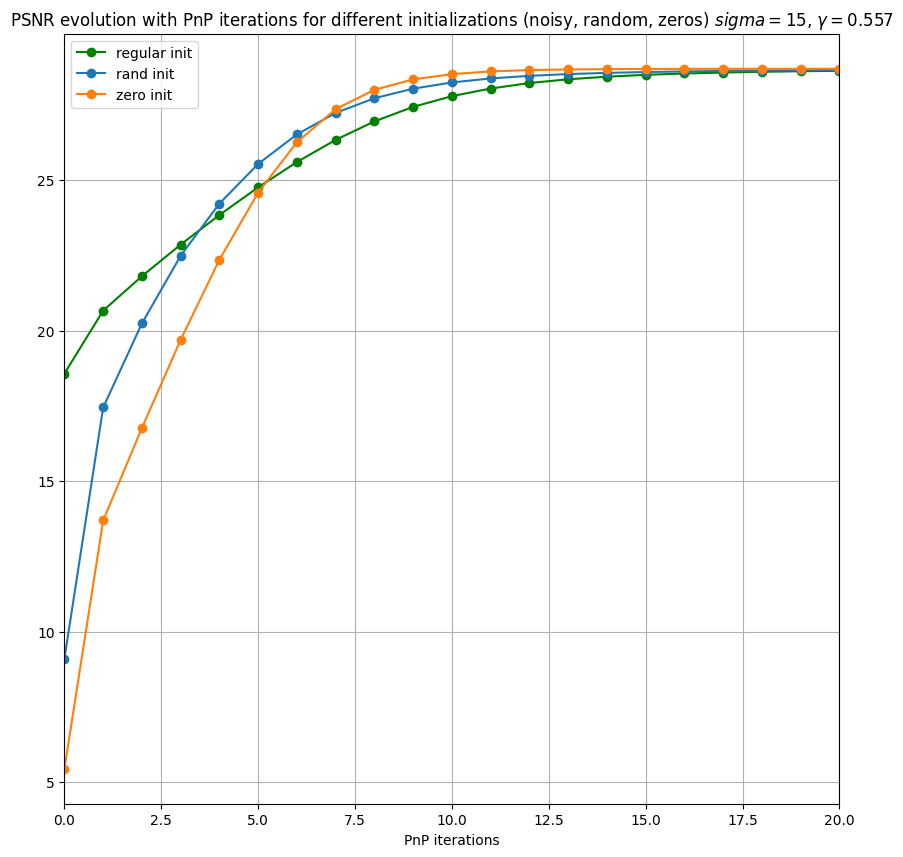 PSNR evolution with PnP iterations for different initializations (noisy, random, zeros) sigma = 15, γ = 0.557
regular init
rand init
zero init
25
20
15
10
5
0.0 2.5 5.0 7.5 10.0 12.5 15.0 17.5 20.0
PnP iterations